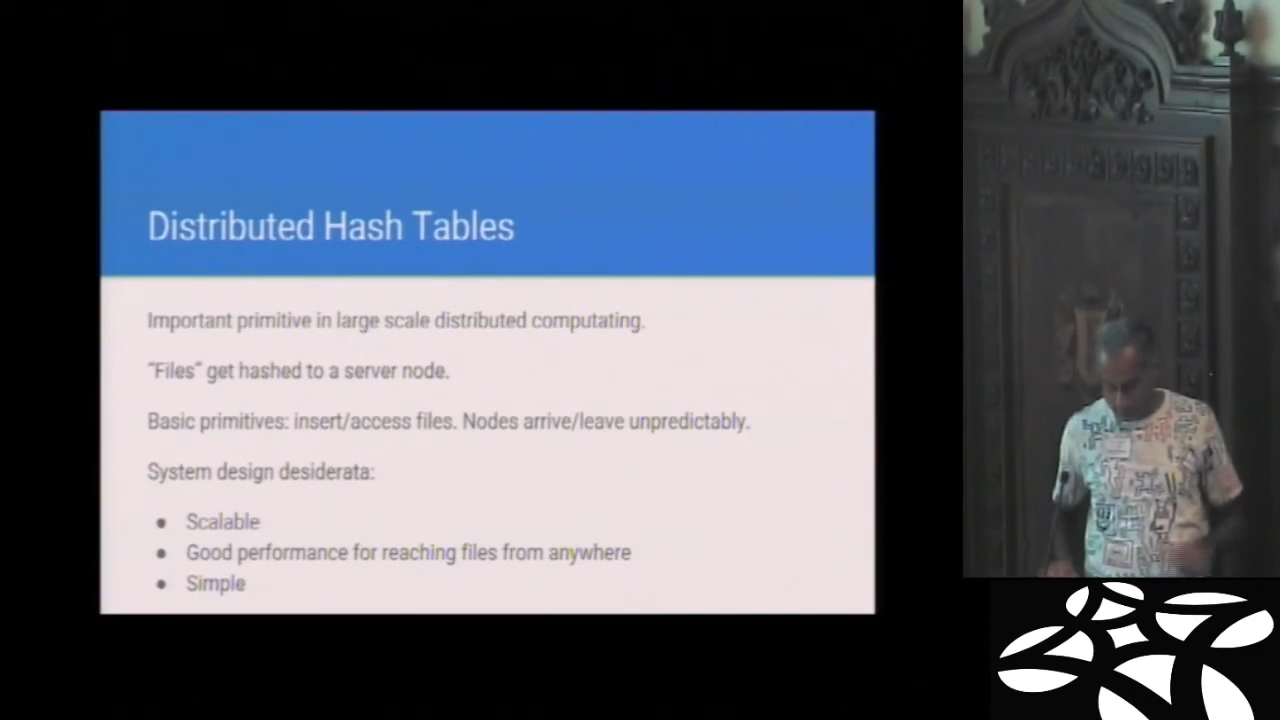 Distributed Hash Tables
Important primitive in large scale distributed computating.
“Files” get hashed to a server node.
Basic primitives: insert/access files. Nodes arrive/leave unpredictably.
System design desiderata:
● Scalable
● Good performance for reaching files from anywhere
● Simple